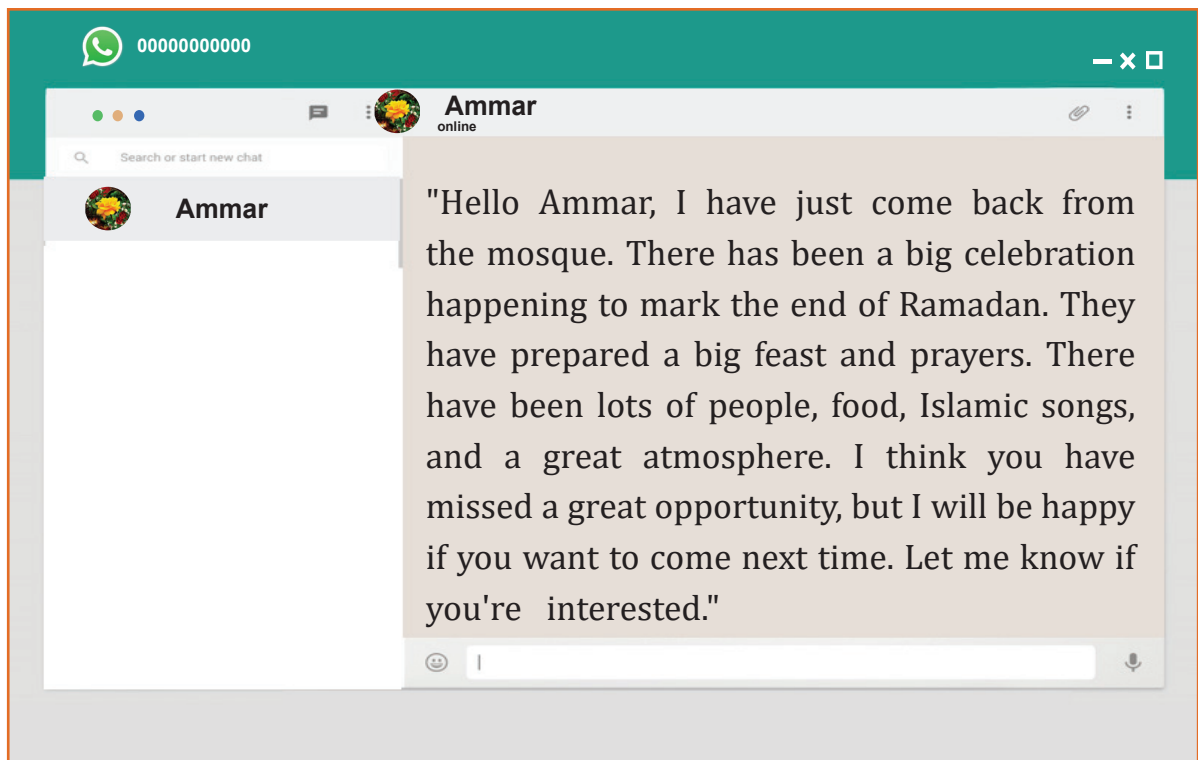 00000000000
Ammar
online
Search or start new chat
Ammar
"Hello Ammar, I have just come back from
the mosque. There has been a big celebration
happening to mark the end of Ramadan. They
have prepared a big feast and prayers. There
have been lots of people, food, Islamic songs,
and a great atmosphere. I think you have
missed a great opportunity, but I will be happy
if you want to come next time. Let me know if
you're interested."